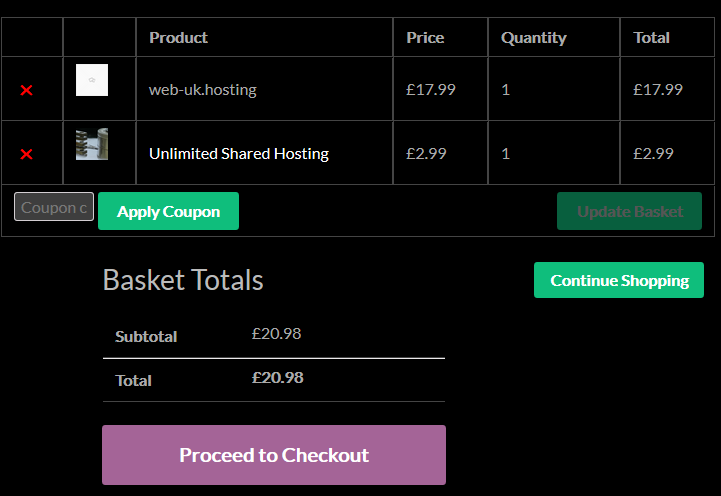 Product Price Quantity Total
× web-uk.hosting £17.99 1 £17.99
× Unlimited Shared Hosting £2.99 1 £2.99
Coupon c Apply Coupon Update Basket
Basket Totals Continue Shopping
Subtotal £20.98
Total £20.98
Proceed to Checkout